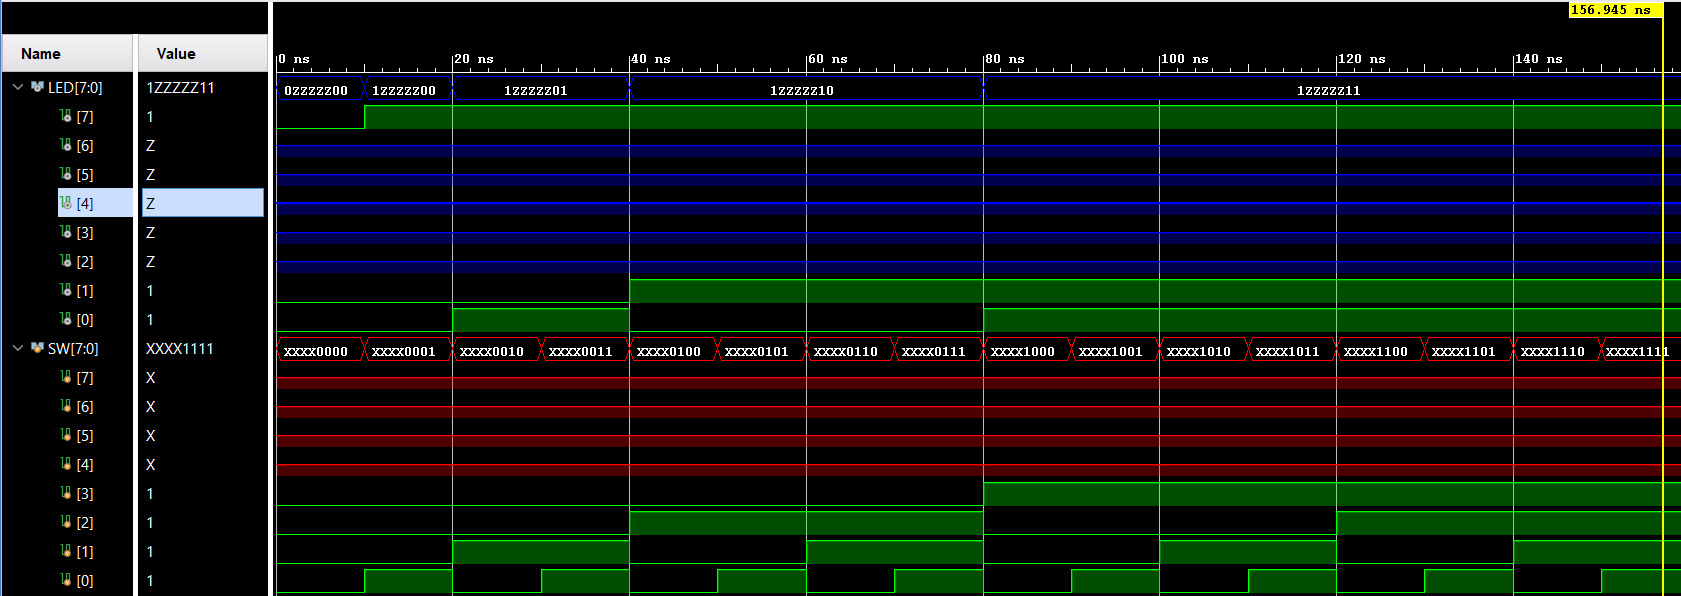 156.945 ns
Name Value
0 ns 20 ns 40 ns 60 ns 80 ns 100 ns 120 ns 140 ns
LED[7:0] 1ZZZZZ11 0ZZZZZ00 1ZZZZZ00 1ZZZZZ01 1ZZZZZ10 1ZZZZZ11
[7] 1
[6] Z
[5] Z
[4] Z
[3] Z
[2] Z
[1] 1
[0] 1
SW[7:0] XXXX1111 XXXX0000 XXXX0001 XXXX0010 XXXX0011 XXXX0100 XXXX0101 XXXX0110 XXXX0111 XXXX1000 XXXX1001 XXXX1010 XXXX1011 XXXX1100 XXXX1101 XXXX1110 XXXX1111
[7] X
[6] X
[5] X
[4] X
[3] 1
[2] 1
[1] 1
[0] 1